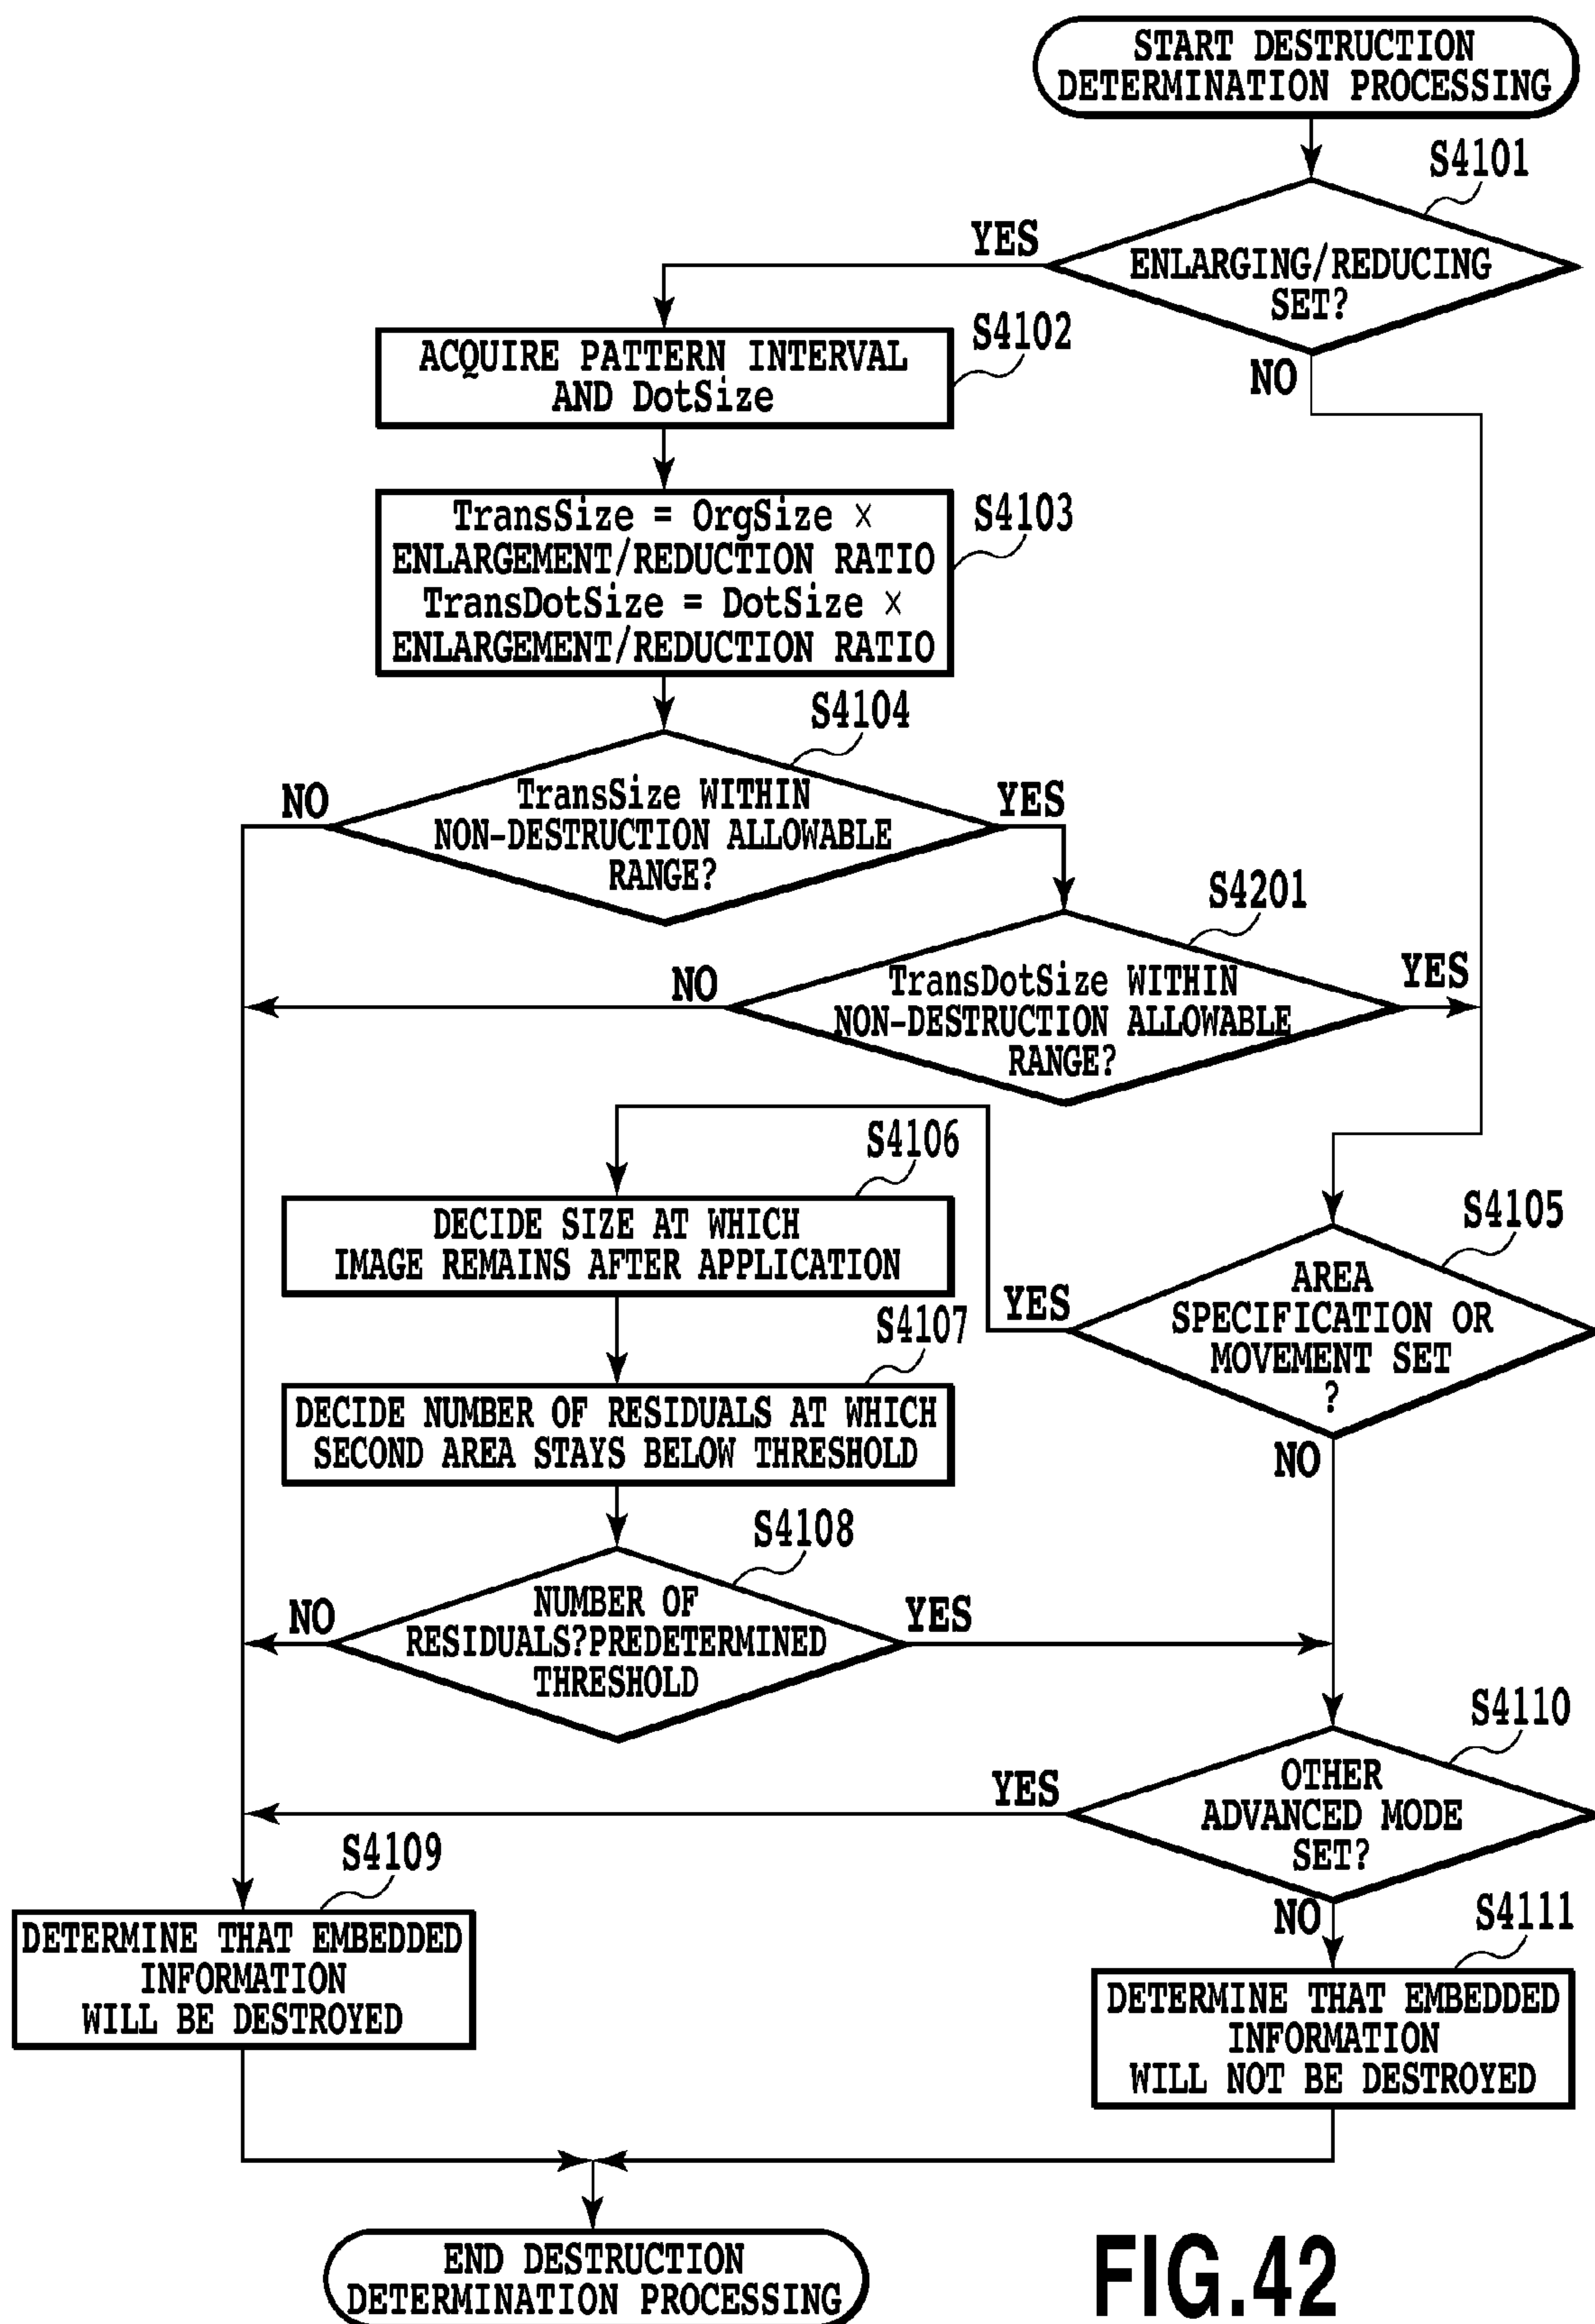 START DESTRUCTION
DETERMINATION PROCESSING
S4101
YES
ENLARGING/REDUCING
SET?
NO
S4102
ACQUIRE PATTERN INTERVAL
AND DotSize
S4103
TransSize = OrgSize ×
ENLARGEMENT/REDUCTION RATIO
TransDotSize = DotSize ×
ENLARGEMENT/REDUCTION RATIO
S4104
NO
TransSize WITHIN
NON-DESTRUCTION ALLOWABLE
RANGE?
YES
S4201
NO
TransDotSize WITHIN
NON-DESTRUCTION ALLOWABLE
RANGE?
YES
S4106
DECIDE SIZE AT WHICH
IMAGE REMAINS AFTER APPLICATION
S4105
YES
AREA
SPECIFICATION OR
MOVEMENT SET
?
NO
S4107
DECIDE NUMBER OF RESIDUALS AT WHICH
SECOND AREA STAYS BELOW THRESHOLD
S4108
NO
NUMBER OF
RESIDUALS?PREDETERMINED
THRESHOLD
YES
S4110
YES
OTHER
ADVANCED MODE
SET?
NO
S4109
DETERMINE THAT EMBEDDED
INFORMATION
WILL BE DESTROYED
S4111
DETERMINE THAT EMBEDDED
INFORMATION
WILL NOT BE DESTROYED
END DESTRUCTION
DETERMINATION PROCESSING
FIG.42